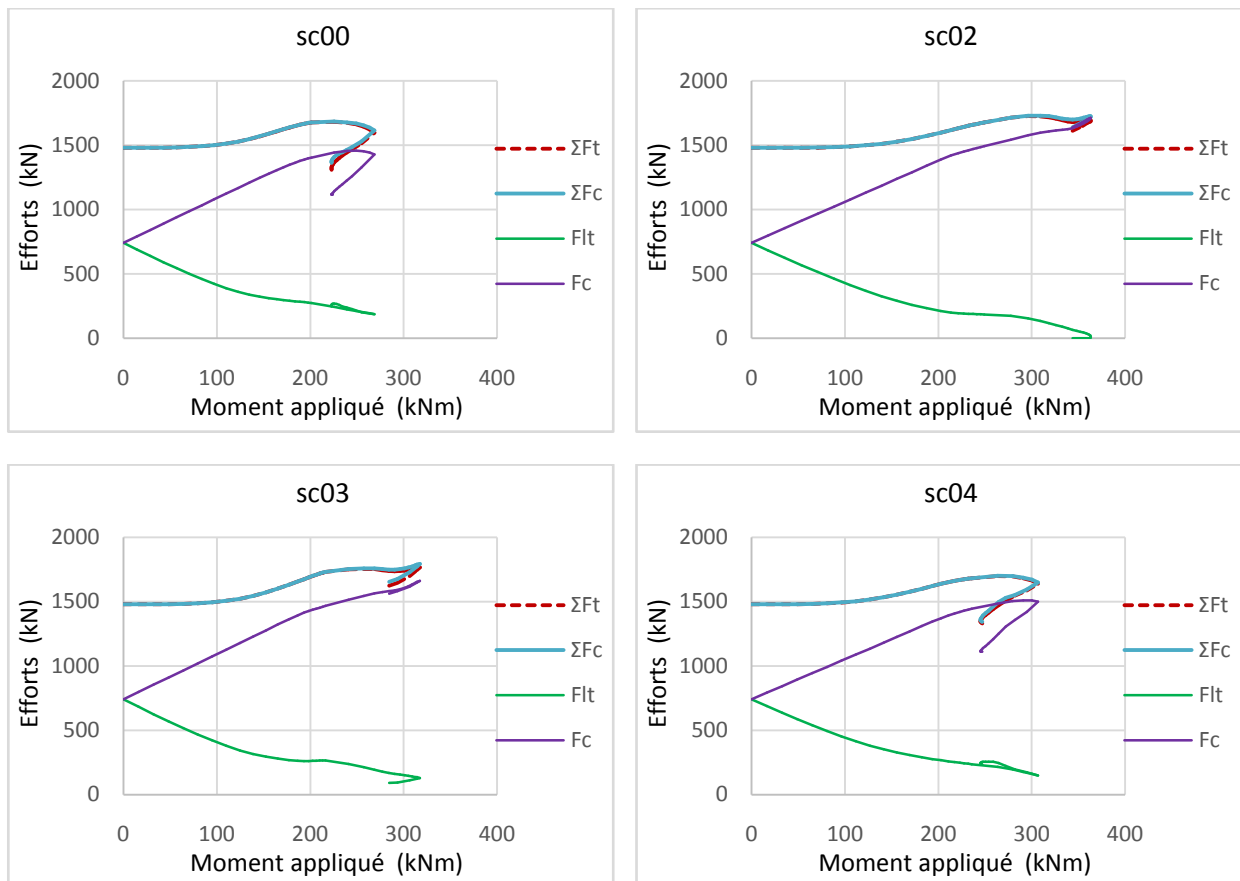 sc00
2000
1500
1000
500
0
Efforts (kN)
0 100 200 300 400
Moment appliqué (kNm)
ΣFt
ΣFc
Flt
Fc
sc02
2000
1500
1000
500
0
Efforts (kN)
0 100 200 300 400
Moment appliqué (kNm)
ΣFt
ΣFc
Flt
Fc
sc03
2000
1500
1000
500
0
Efforts (kN)
0 100 200 300 400
Moment appliqué (kNm)
ΣFt
ΣFc
Flt
Fc
sc04
2000
1500
1000
500
0
Efforts (kN)
0 100 200 300 400
Moment appliqué (kNm)
ΣFt
ΣFc
Flt
Fc